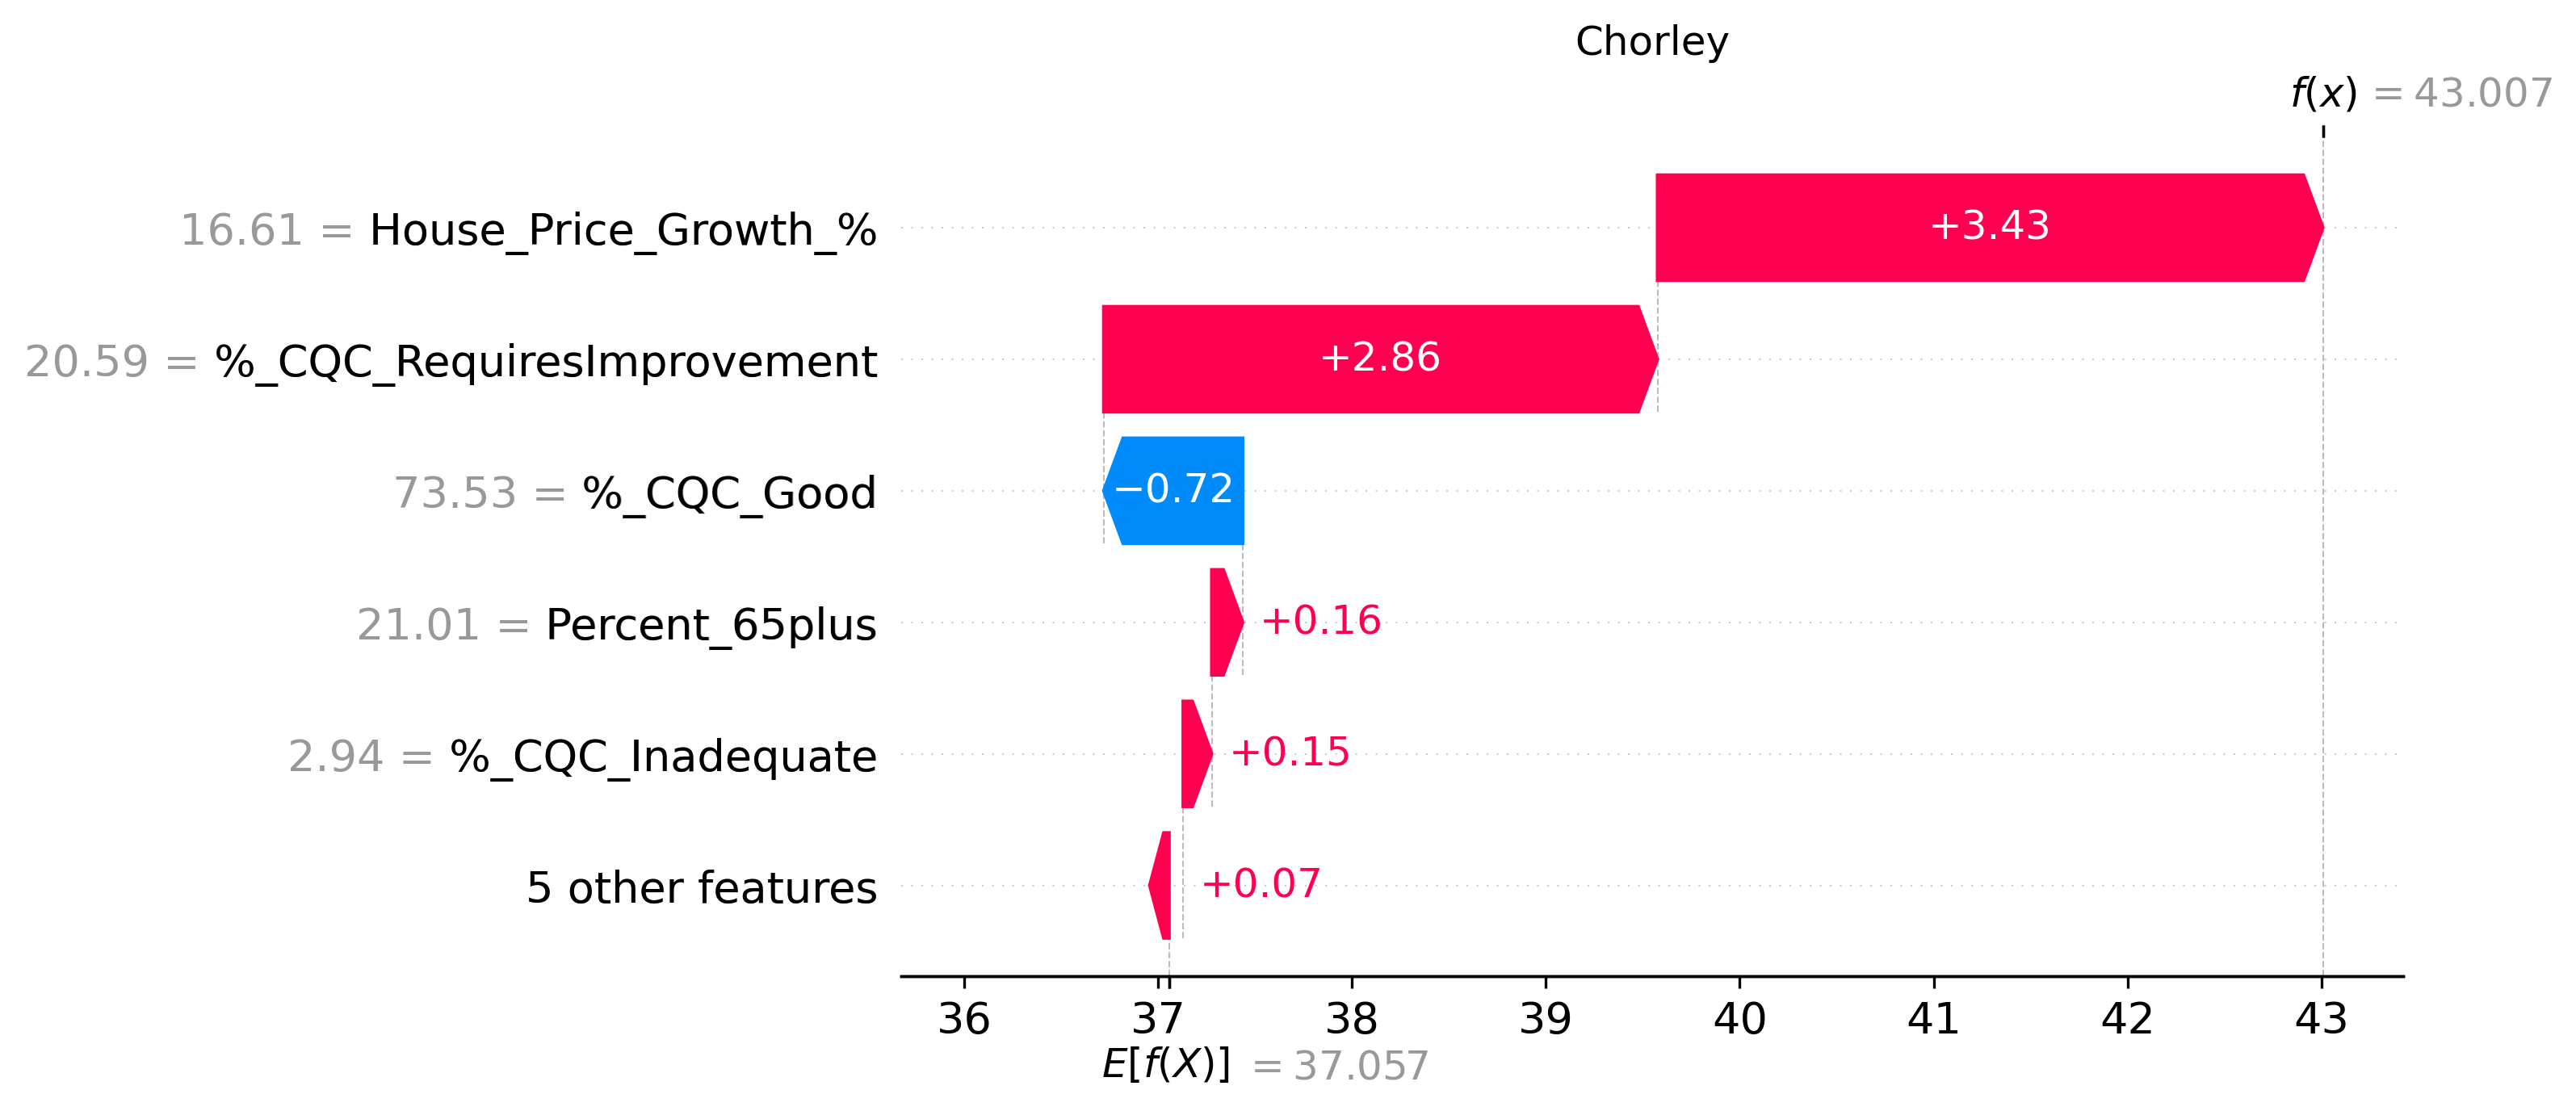 Chorley
f(x) = 43.007
16.61 = House_Price_Growth_%
+3.43
20.59 = %_CQC_RequiresImprovement
+2.86
73.53 = %_CQC_Good
−0.72
21.01 = Percent_65plus
+0.16
2.94 = %_CQC_Inadequate
+0.15
5 other features
+0.07
36 37 38 39 40 41 42 43
E[f(X)] = 37.057